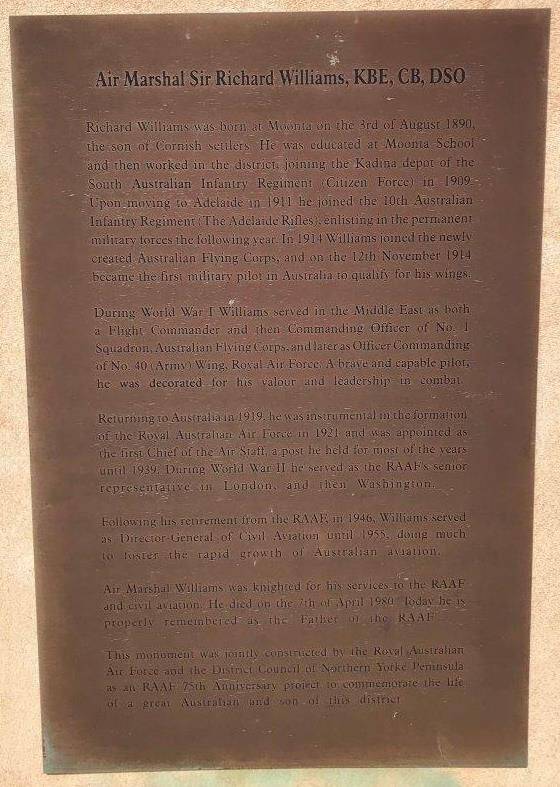 Air Marshal Sir Richard Williams, KBE, CB, DSO
Richard Williams was born at Moonta on the 3rd of August 1890,
the son of Cornish settlers. He was educated at Moonta School
and then worked in the district, joining the Kadina depot of the
South Australian Infantry Regiment (Citizen Force) in 1909.
Upon moving to Adelaide in 1911 he joined the 10th Australian
Infantry Regiment (The Adelaide Rifles), enlisting in the permanent
military forces the following year. In 1914 Williams joined the newly
created Australian Flying Corps, and on the 12th November 1914
became the first military pilot in Australia to qualify for his wings.
During World War I Williams served in the Middle East as both
a Flight Commander and then Commanding Officer of No. 1
Squadron, Australian Flying Corps, and later as Officer Commanding
of No. 40 (Army) Wing, Royal Air Force. A brave and capable pilot,
he was decorated for his valour and leadership in combat.
Returning to Australia in 1919, he was instrumental in the formation
of the Royal Australian Air Force in 1921 and was appointed as
the first Chief of the Air Staff, a post he held for most of the years
until 1939. During World War II he served as the RAAF's senior
representative in London, and then Washington.
Following his retirement from the RAAF in 1946, Williams served
as Director-General of Civil Aviation until 1955, doing much
to foster the rapid growth of Australian aviation.
Air Marshal Williams was knighted for his services to the RAAF
and civil aviation. He died on the 7th of April 1980. Today he is
properly remembered as the 'Father of the RAAF'
This monument was jointly constructed by the Royal Australian
Air Force and the District Council of Northern Yorke Peninsula
as an RAAF 75th Anniversary project to commemorate the life
of a great Australian and son of this district